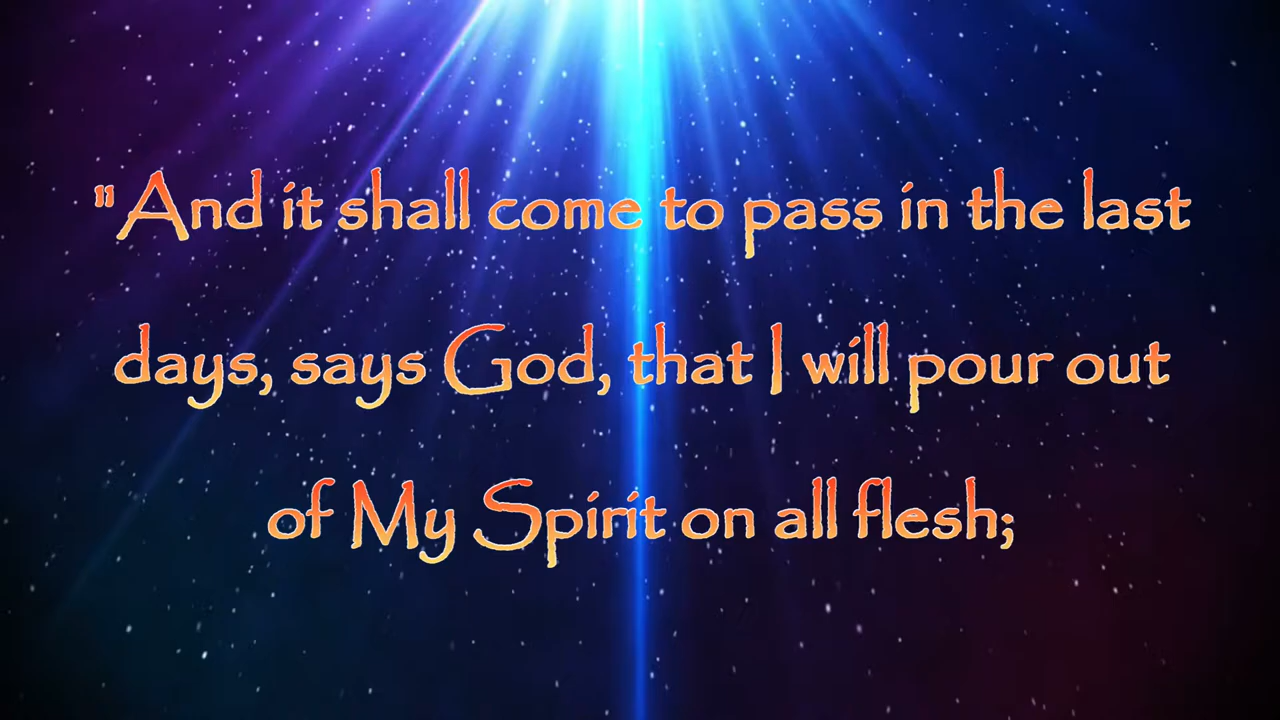 "And it shall come to pass in the last
days, says God, that I will pour out
of My Spirit on all flesh;